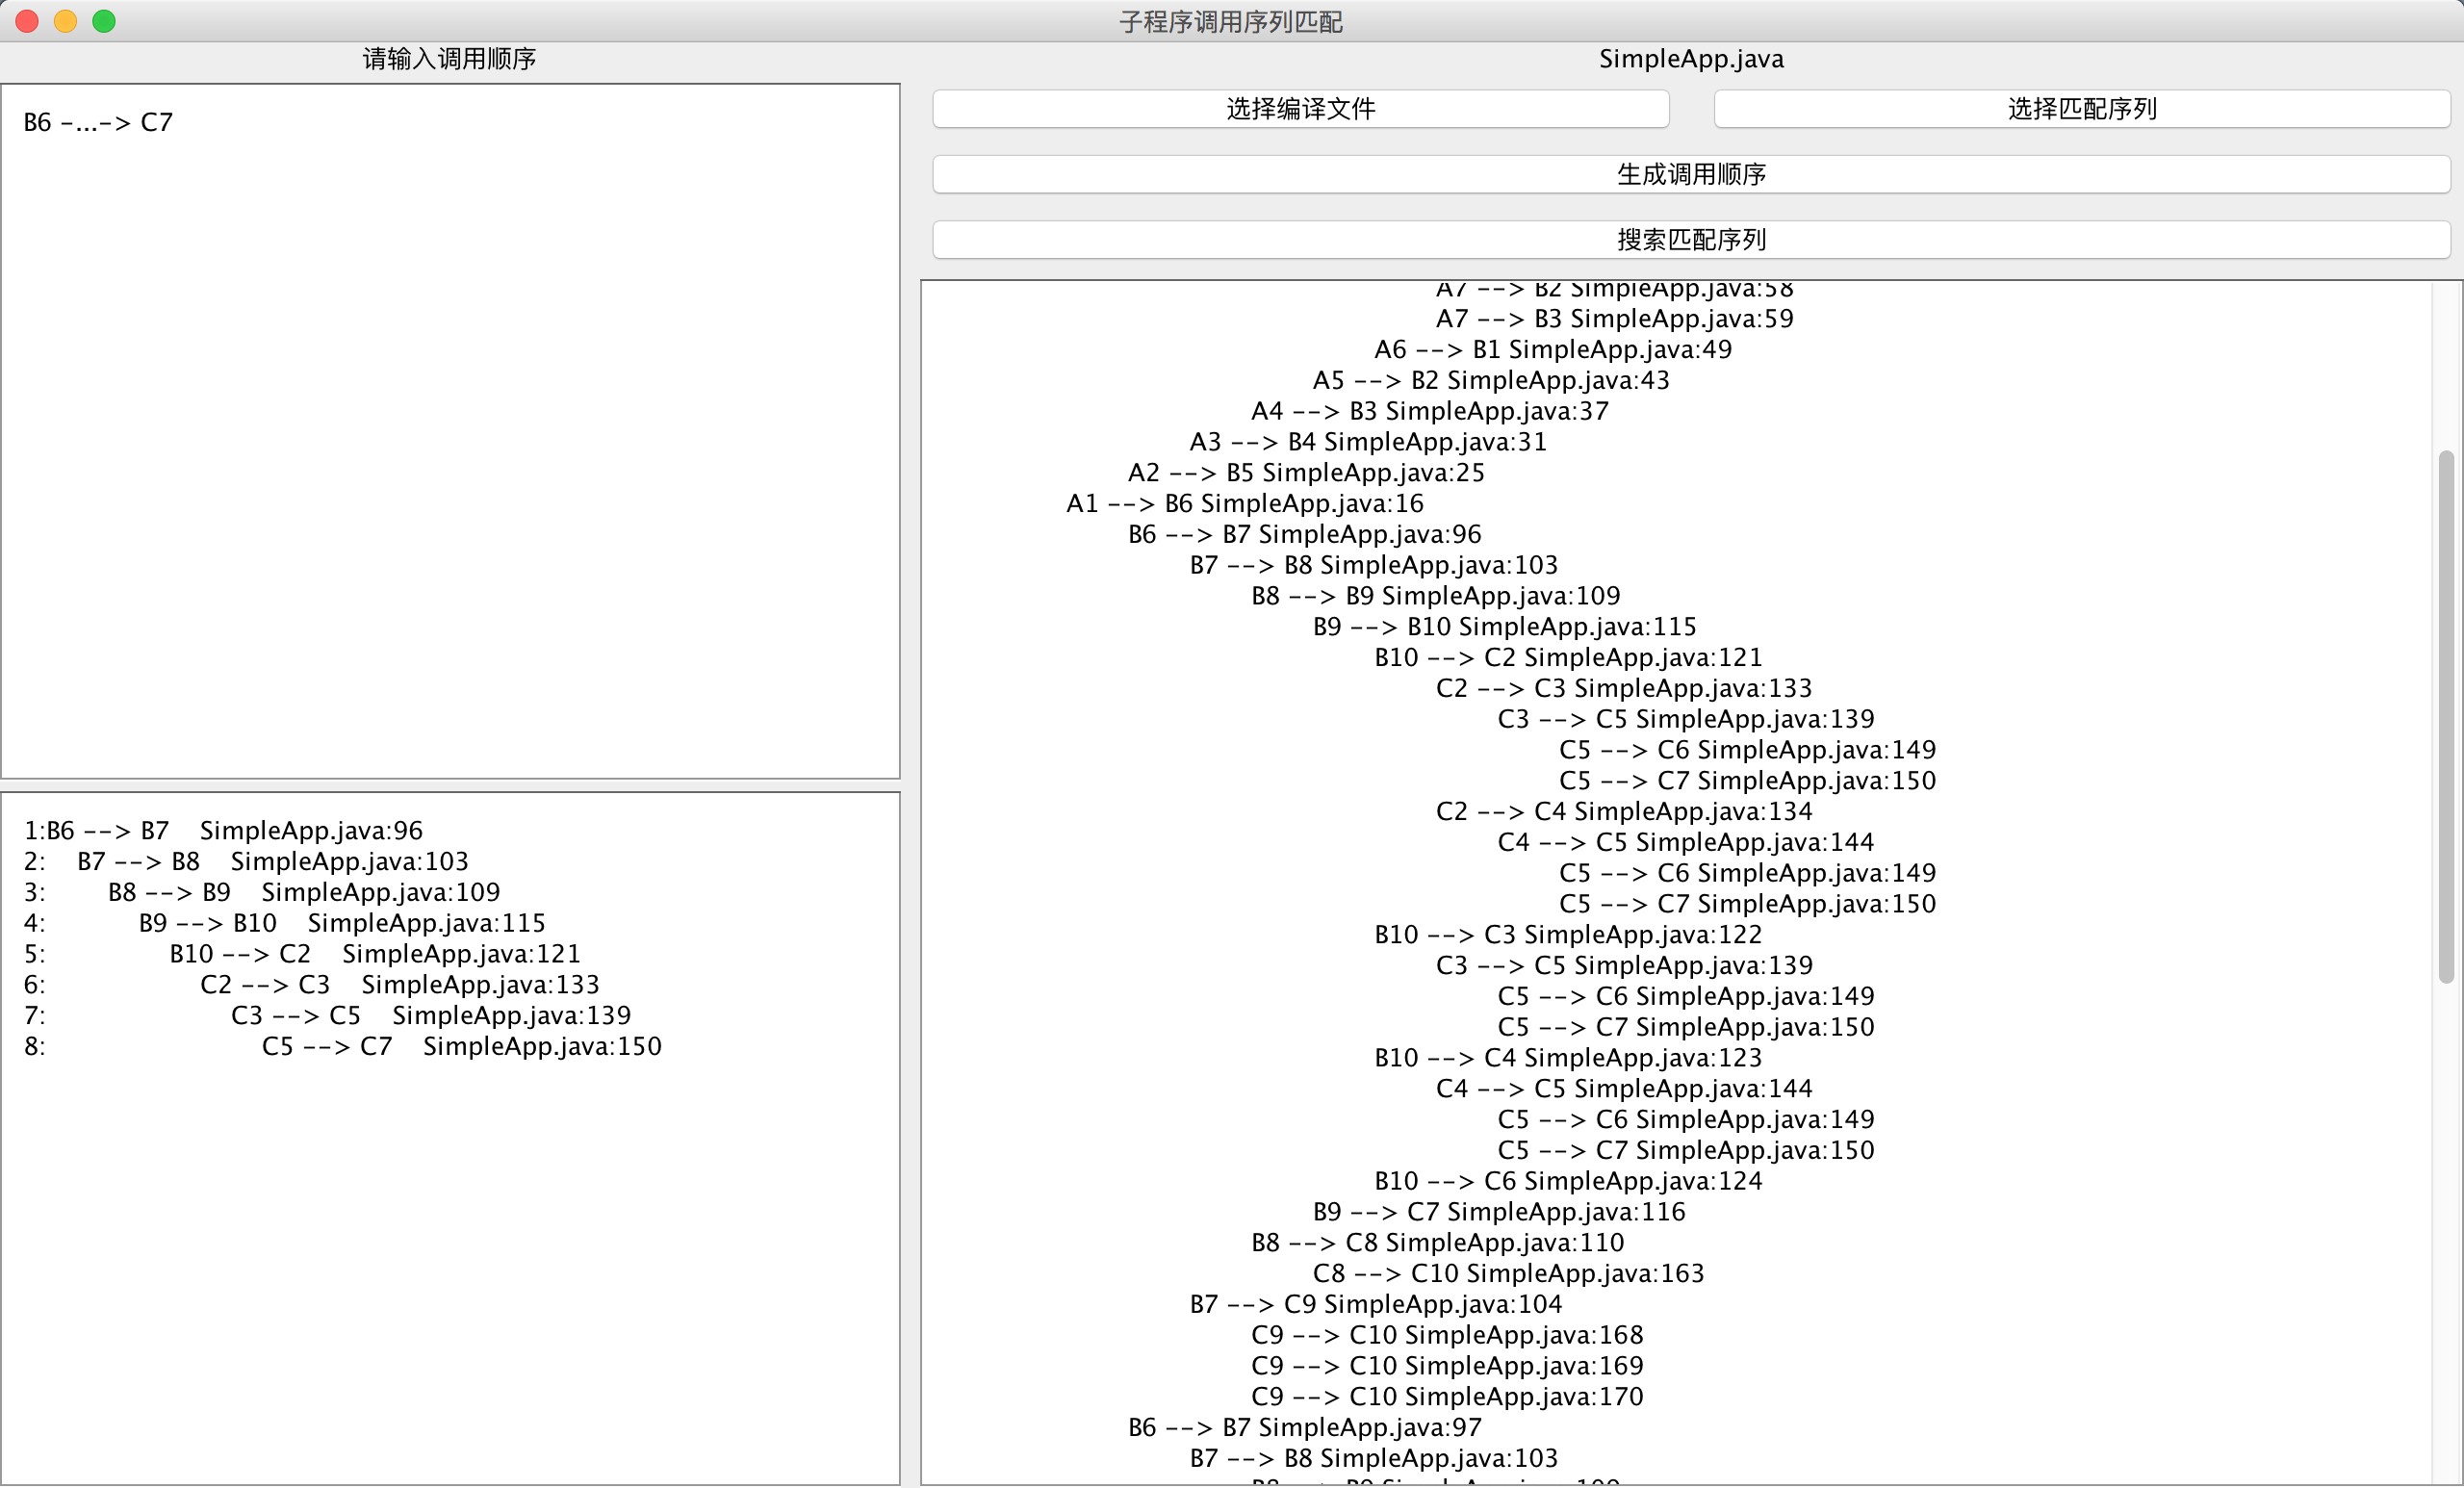 子程序调用序列匹配
请输入调用顺序
B6 -...-> C7
1:B6 --> B7 SimpleApp.java:96
2: B7 --> B8 SimpleApp.java:103
3: B8 --> B9 SimpleApp.java:109
4: B9 --> B10 SimpleApp.java:115
5: B10 --> C2 SimpleApp.java:121
6: C2 --> C3 SimpleApp.java:133
7: C3 --> C5 SimpleApp.java:139
8: C5 --> C7 SimpleApp.java:150
SimpleApp.java
选择编译文件
选择匹配序列
生成调用顺序
搜索匹配序列
A7 --> B2 SimpleApp.java:58
A7 --> B3 SimpleApp.java:59
A6 --> B1 SimpleApp.java:49
A5 --> B2 SimpleApp.java:43
A4 --> B3 SimpleApp.java:37
A3 --> B4 SimpleApp.java:31
A2 --> B5 SimpleApp.java:25
A1 --> B6 SimpleApp.java:16
B6 --> B7 SimpleApp.java:96
B7 --> B8 SimpleApp.java:103
B8 --> B9 SimpleApp.java:109
B9 --> B10 SimpleApp.java:115
B10 --> C2 SimpleApp.java:121
C2 --> C3 SimpleApp.java:133
C3 --> C5 SimpleApp.java:139
C5 --> C6 SimpleApp.java:149
C5 --> C7 SimpleApp.java:150
C2 --> C4 SimpleApp.java:134
C4 --> C5 SimpleApp.java:144
C5 --> C6 SimpleApp.java:149
C5 --> C7 SimpleApp.java:150
B10 --> C3 SimpleApp.java:122
C3 --> C5 SimpleApp.java:139
C5 --> C6 SimpleApp.java:149
C5 --> C7 SimpleApp.java:150
B10 --> C4 SimpleApp.java:123
C4 --> C5 SimpleApp.java:144
C5 --> C6 SimpleApp.java:149
C5 --> C7 SimpleApp.java:150
B10 --> C6 SimpleApp.java:124
B9 --> C7 SimpleApp.java:116
B8 --> C8 SimpleApp.java:110
C8 --> C10 SimpleApp.java:163
B7 --> C9 SimpleApp.java:104
C9 --> C10 SimpleApp.java:168
C9 --> C10 SimpleApp.java:169
C9 --> C10 SimpleApp.java:170
B6 --> B7 SimpleApp.java:97
B7 --> B8 SimpleApp.java:103